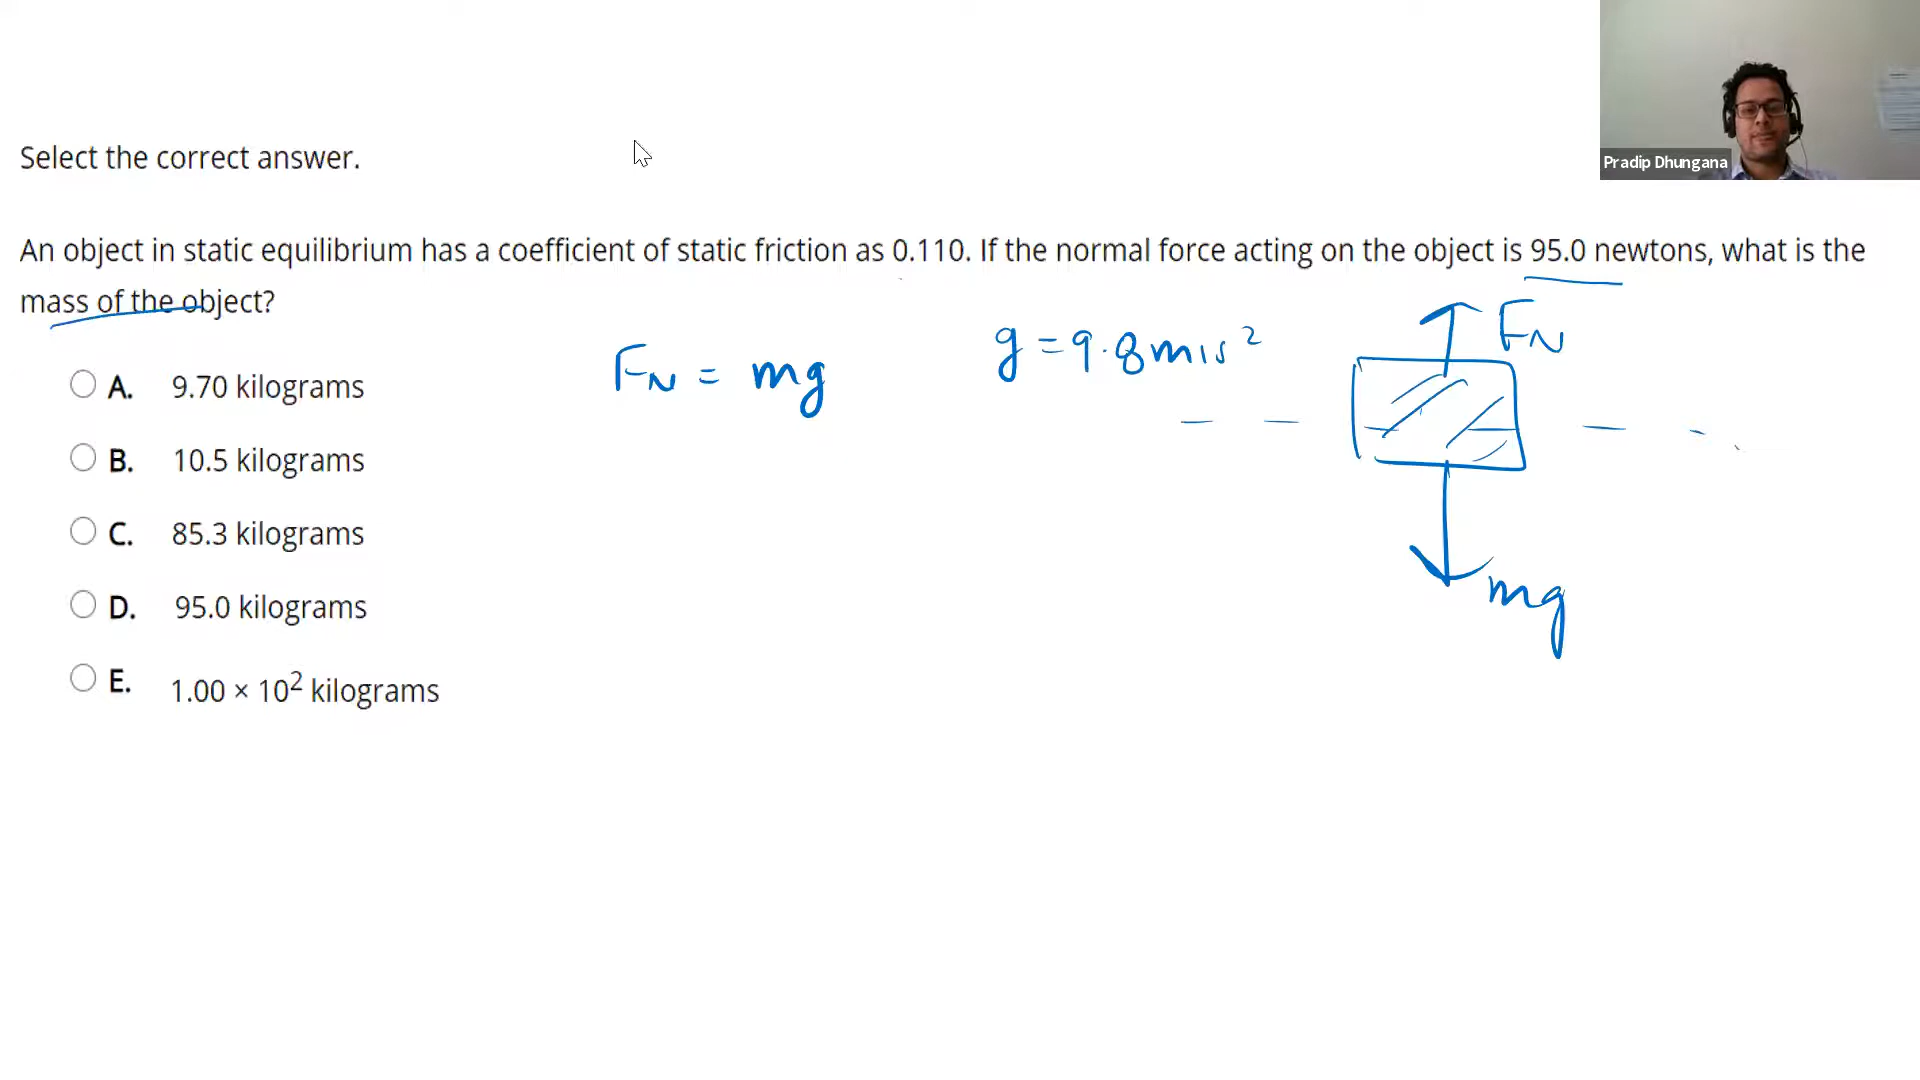 Pradip Dhungana
Select the correct answer.
An object in static equilibrium has a coefficient of static friction as 0.110. If the normal force acting on the object is 95.0 newtons, what is the
mass of the object?
A. 9.70 kilograms
B. 10.5 kilograms
C. 85.3 kilograms
D. 95.0 kilograms
E. 1.00 × 10² kilograms
FN = mg
g = 9.8 m/s²
FN
mg